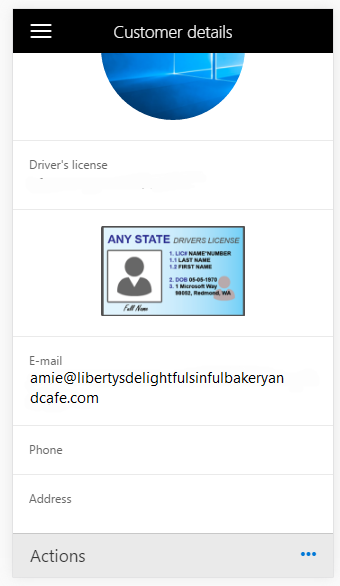 Customer details
Driver's license
ANY STATE DRIVERS LICENSE
1. LIC# NAME*NUMBER
1.1 LAST NAME
1.2 FIRST NAME
2. DOB 05-05-1970
3. 1 Microsoft Way
98052, Redmond, WA
Full Name
E-mail
amie@libertysdelightfulsinfulbakeryan
dcafe.com
Phone
Address
Actions